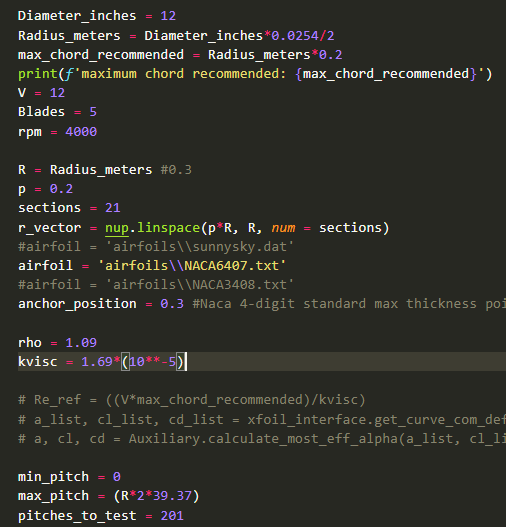 Diameter_inches = 12
Radius_meters = Diameter_inches*0.0254/2
max_chord_recommended = Radius_meters*0.2
print(f'maximum chord recommended: {max_chord_recommended}')
V = 12
Blades = 5
rpm = 4000
R = Radius_meters #0.3
p = 0.2
sections = 21
r_vector = nup.linspace(p*R, R, num = sections)
#airfoil = 'airfoils\\sunnysky.dat'
airfoil = 'airfoils\\NACA6407.txt'
#airfoil = 'airfoils\\NACA3408.txt'
anchor_position = 0.3 #Naca 4-digit standard max thickness poi
rho = 1.09
kvisc = 1.69*(10**-5)
# Re_ref = ((V*max_chord_recommended)/kvisc)
# a_list, cl_list, cd_list = xfoil_interface.get_curve_com_def
# a, cl, cd = Auxiliary.calculate_most_eff_alpha(a_list, cl_li
min_pitch = 0
max_pitch = (R*2*39.37)
pitches_to_test = 201